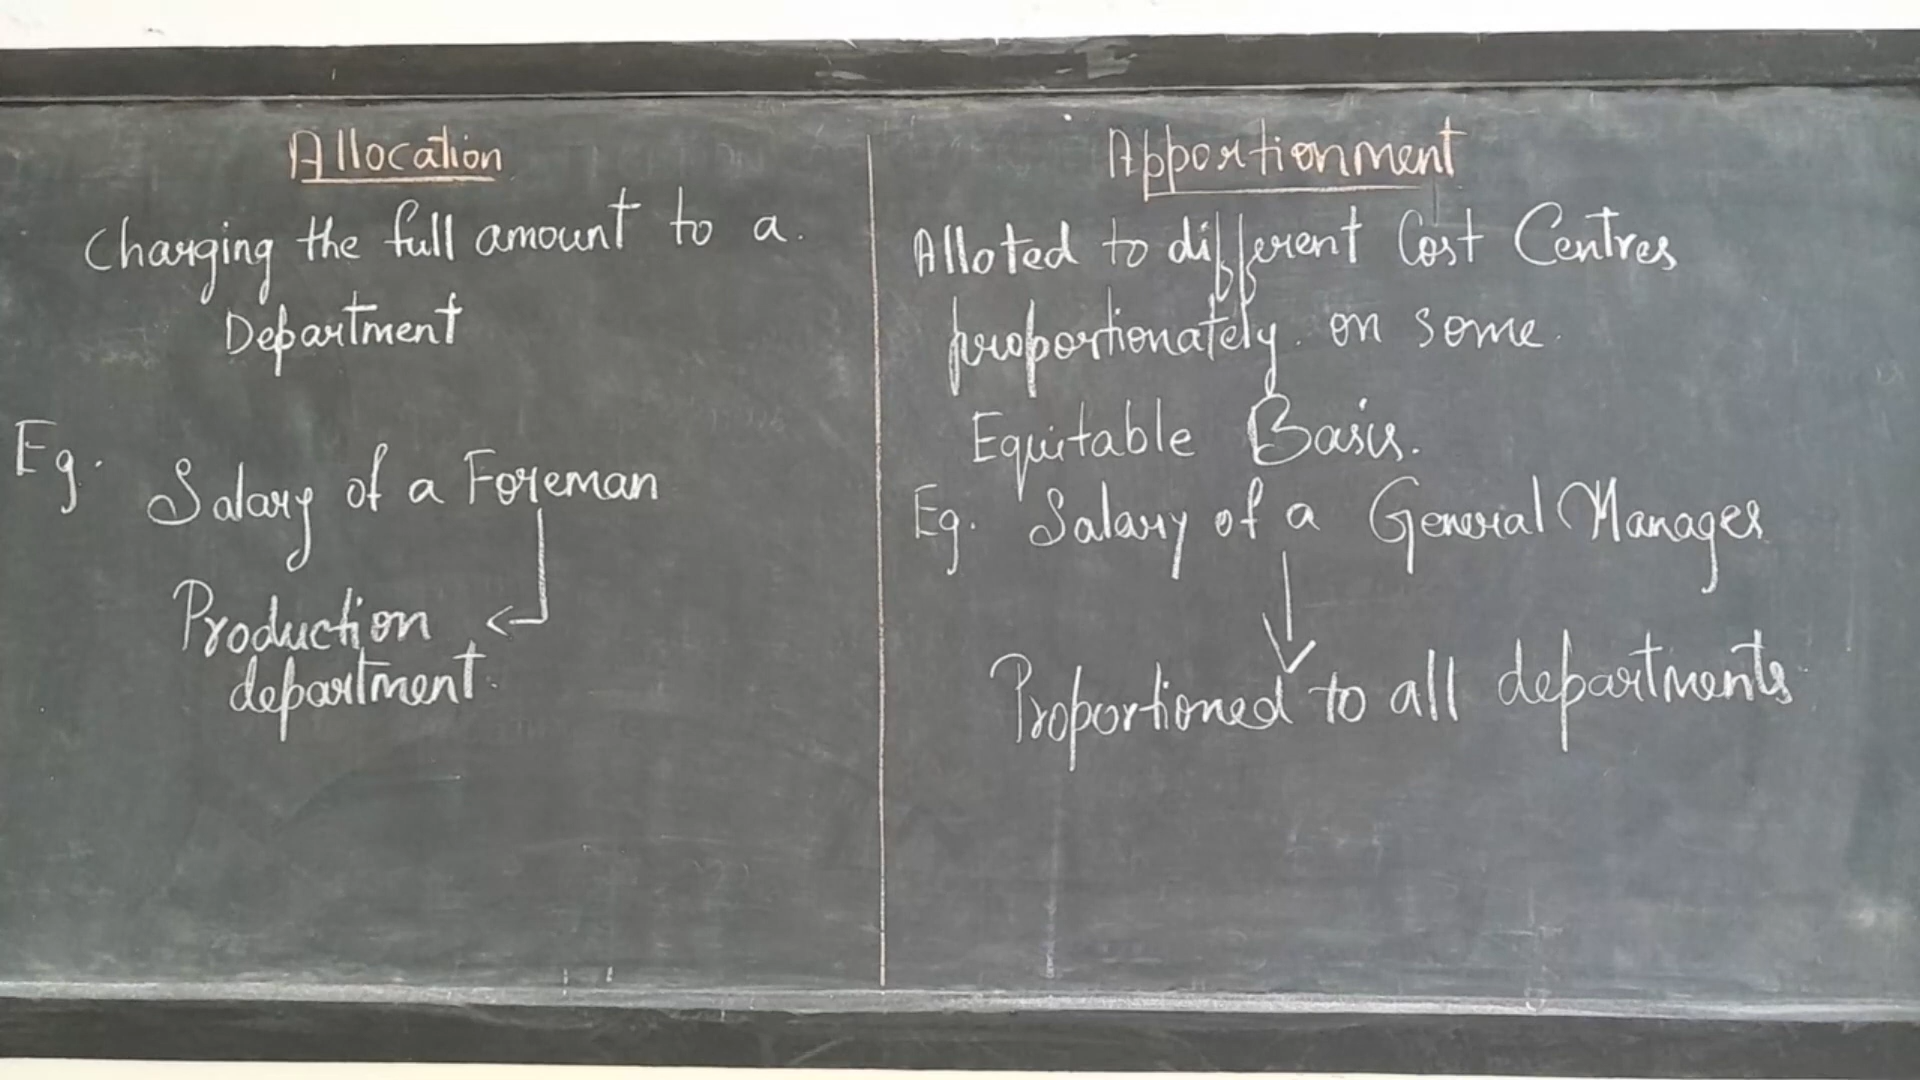 Allocation
Charging the full amount to a
Department
Eg. Salary of a Foreman
Production
department.
Apportionment
Alloted to different Cost Centres
proportionately on some
Equitable Basis.
Eg. Salary of a General Manager
Proportioned to all departments